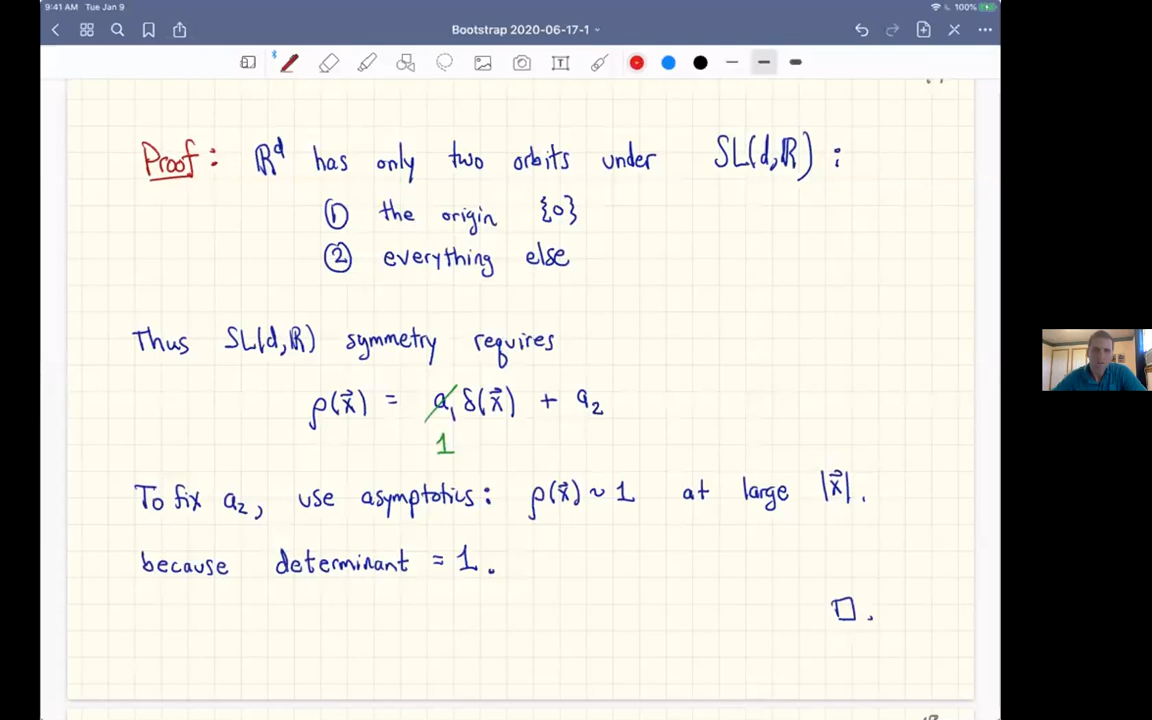 9:41 AM Tue Jan 9
100%
Bootstrap 2020-06-17-1
Proof: ℝᵈ has only two orbits under SL(d,ℝ):
① the origin {0}
② everything else
Thus SL(d,ℝ) symmetry requires
ρ(x⃗) = a₁ δ(x⃗) + a₂
1
To fix a₂, use asymptotics: ρ(x⃗) ~ 1 at large |x⃗|.
because determinant = 1.
□.